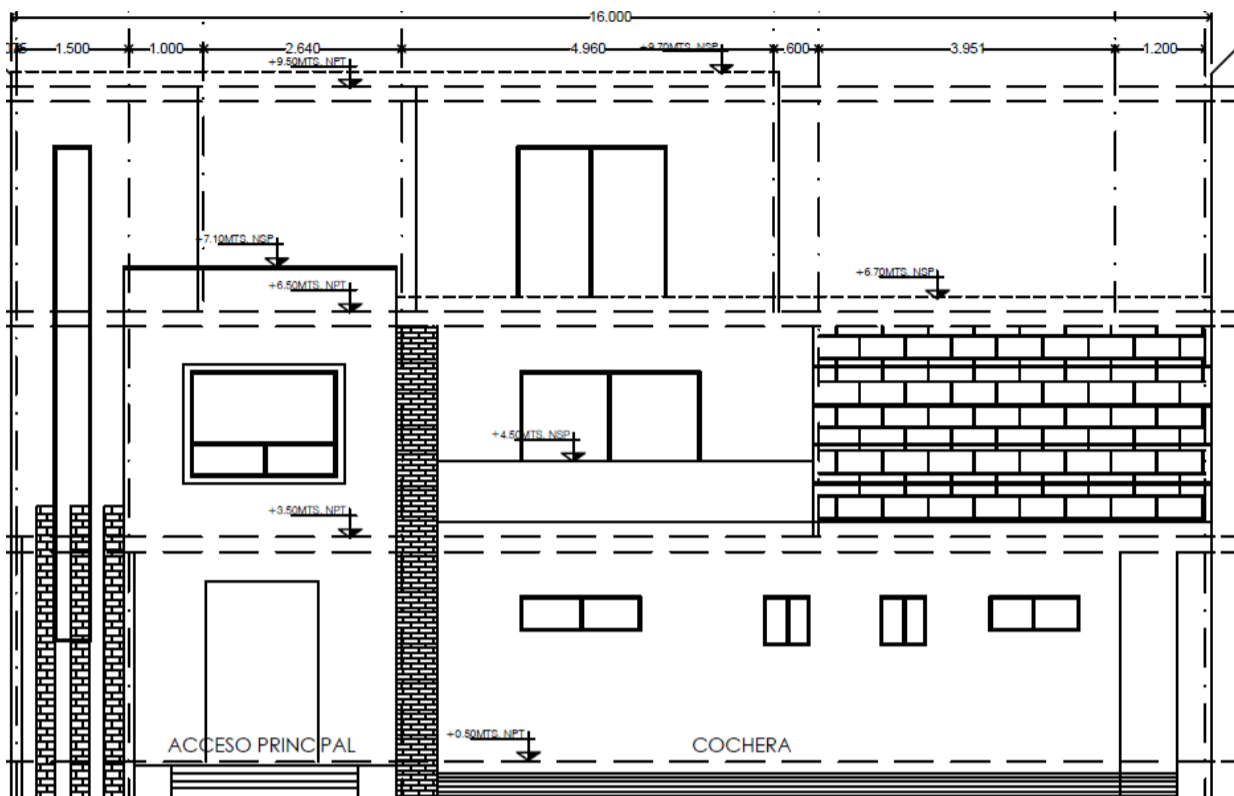 16.000
.075 1.500 1.000 2.640 4.960 .600 3.951 1.200
+9.70MTS. NSP
+9.50MTS. NPT
+7.10MTS. NSP
+6.70MTS. NSP
+6.50MTS. NPT
+4.50MTS. NSP
+3.50MTS. NPT
+0.50MTS. NPT
ACCESO PRINCIPAL
COCHERA